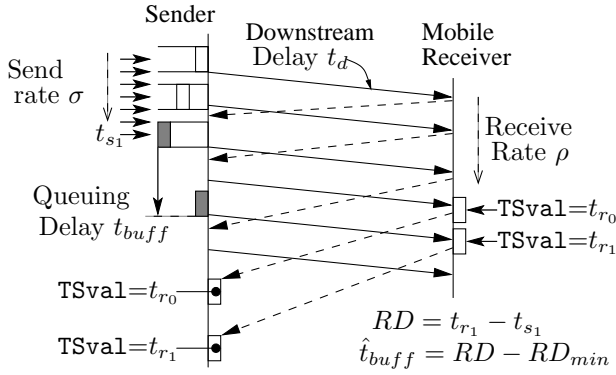 Sender
Downstream
Delay t_d
Mobile
Receiver
Send
rate σ
t_{s_1}
Receive
Rate ρ
Queuing
Delay t_{buff}
TSval=t_{r_0}
TSval=t_{r_1}
TSval=t_{r_0}
TSval=t_{r_1}
RD = t_{r_1} − t_{s_1}
t̂_{buff} = RD − RD_{min}